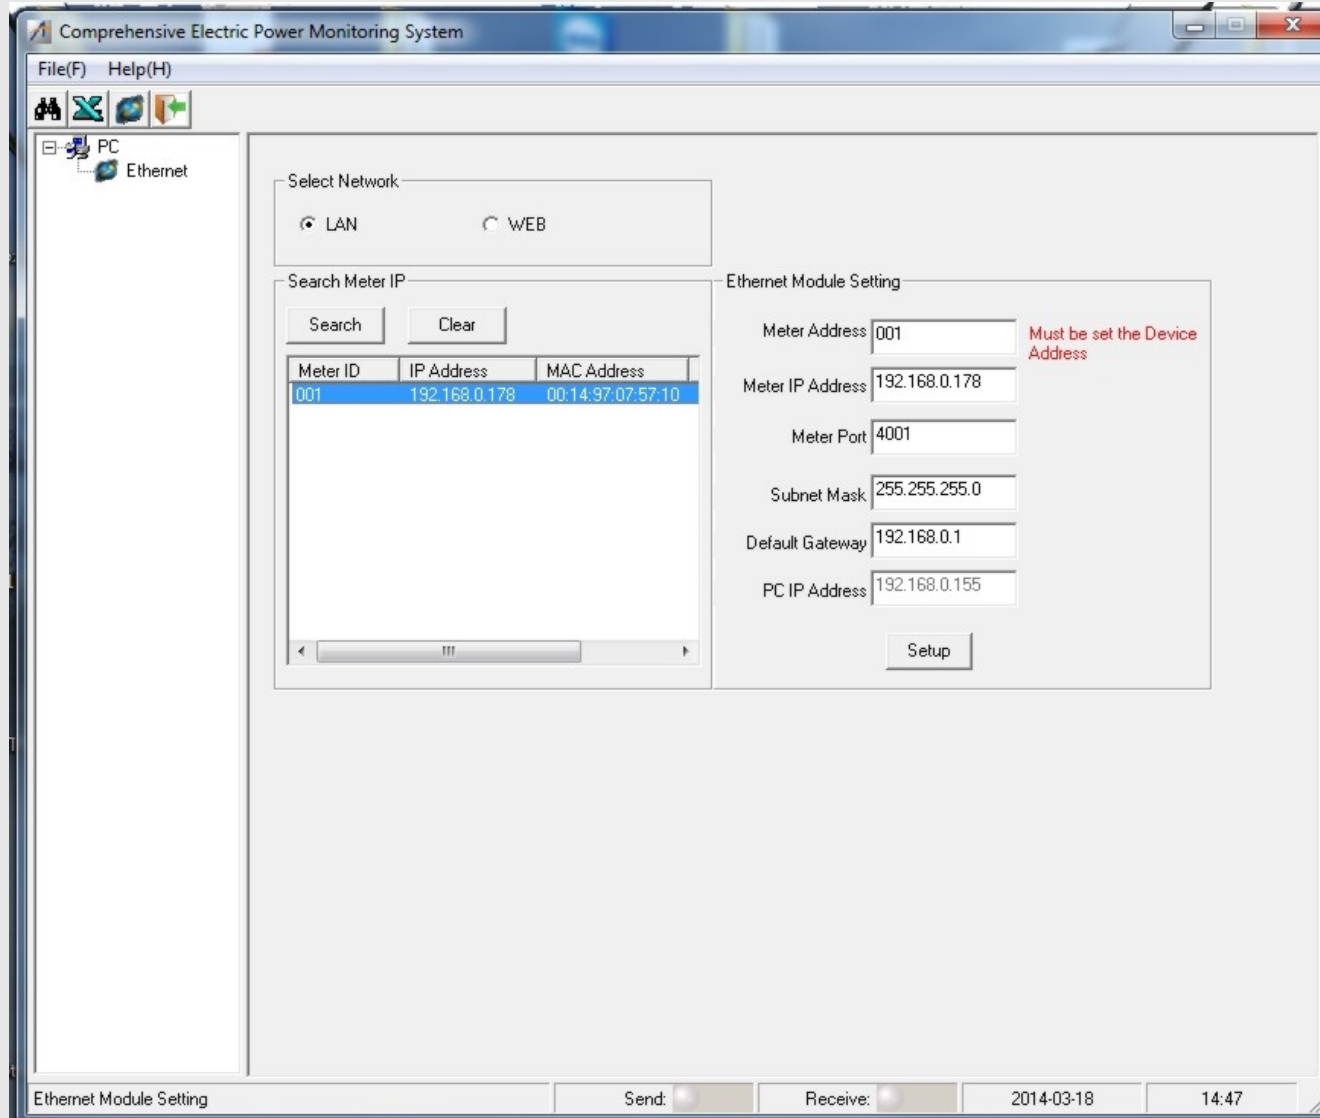 Comprehensive Electric Power Monitoring System
File(F) Help(H)
PC
Ethernet
Select Network
LAN WEB
Search Meter IP
Search Clear
Meter ID IP Address MAC Address
001 192.168.0.178 00:14:97:07:57:10
Ethernet Module Setting
Meter Address 001 Must be set the Device
Address
Meter IP Address 192.168.0.178
Meter Port 4001
Subnet Mask 255.255.255.0
Default Gateway 192.168.0.1
PC IP Address 192.168.0.155
Setup
Ethernet Module Setting Send: Receive: 2014-03-18 14:47